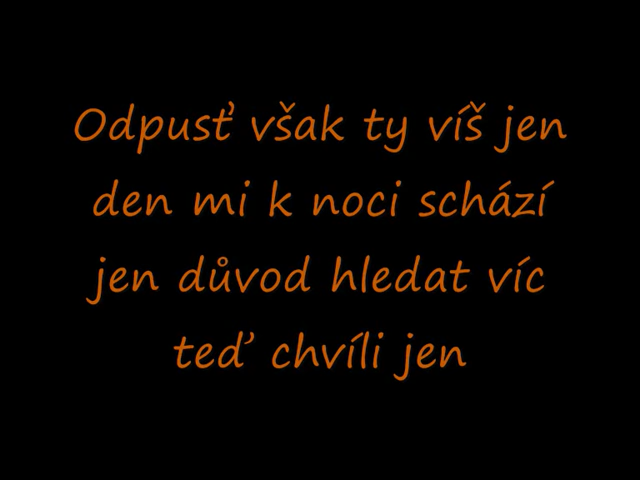 Odpusť však ty víš jen
den mi k noci schází
jen důvod hledat víc
teď chvíli jen